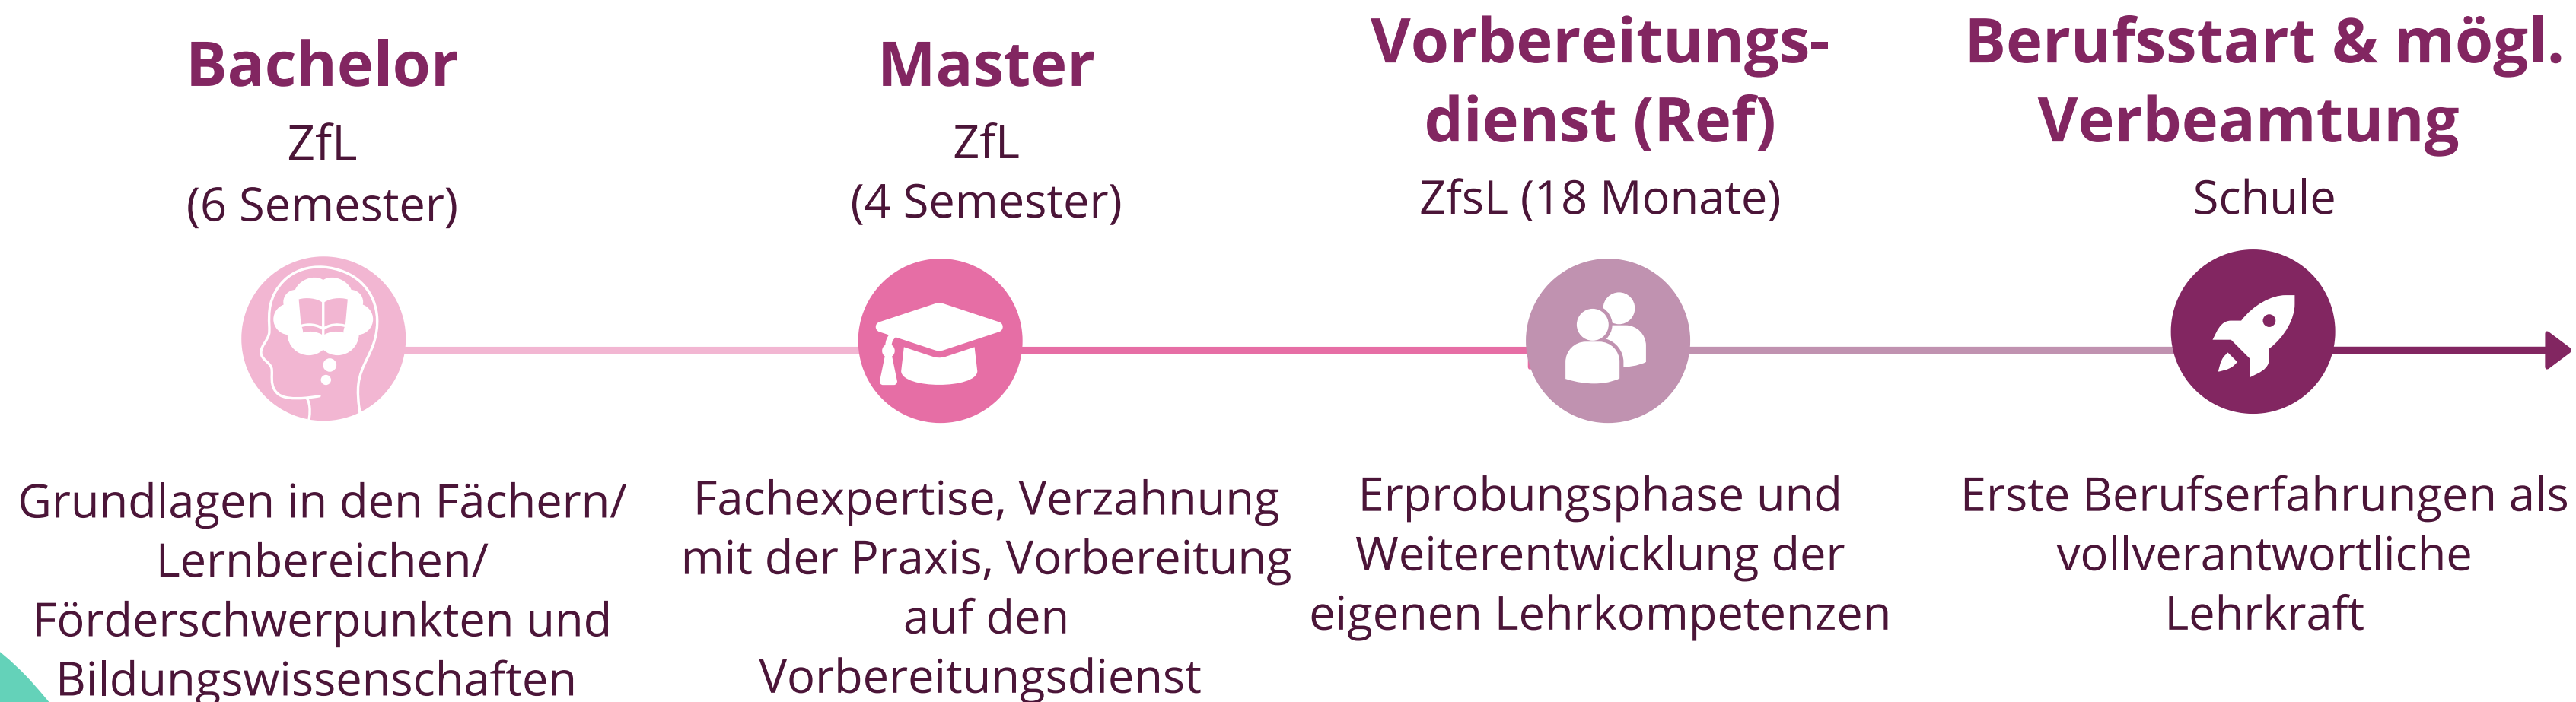 Bachelor
ZfL
(6 Semester)
Grundlagen in den Fächern/
Lernbereichen/
Förderschwerpunkten und
Bildungswissenschaften
Master
ZfL
(4 Semester)
Fachexpertise, Verzahnung
mit der Praxis, Vorbereitung
auf den
Vorbereitungsdienst
Vorbereitungs-
dienst (Ref)
ZfsL (18 Monate)
Erprobungsphase und
Weiterentwicklung der
eigenen Lehrkompetenzen
Berufsstart & mögl.
Verbeamtung
Schule
Erste Berufserfahrungen als
vollverantwortliche
Lehrkraft